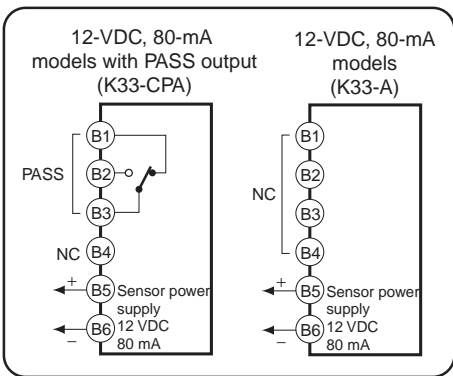 12-VDC, 80-mA
models with PASS output
(K33-CPA)
B1
B2
PASS
B3
NC B4
+
B5 Sensor power
supply
B6 12 VDC
− 80 mA
12-VDC, 80-mA
models
(K33-A)
B1
B2
NC
B3
B4
+
B5 Sensor power
supply
B6 12 VDC
− 80 mA